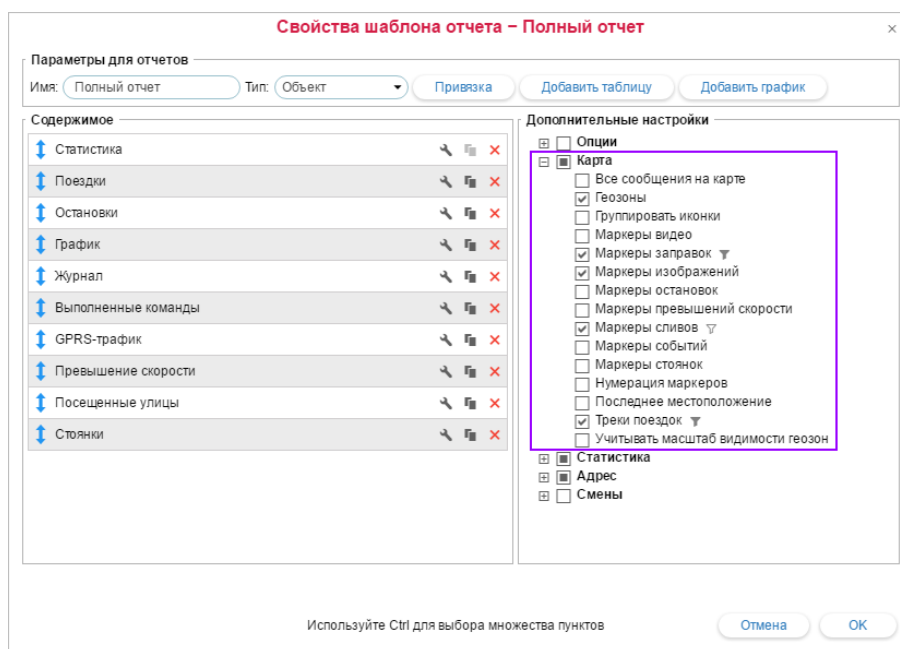 Свойства шаблона отчета – Полный отчет
Параметры для отчетов
Имя: Полный отчет Тип: Объект Привязка Добавить таблицу Добавить график
Содержимое
Статистика
Поездки
Остановки
График
Журнал
Выполненные команды
GPRS-трафик
Превышение скорости
Посещенные улицы
Стоянки
Дополнительные настройки
Опции
Карта
Все сообщения на карте
Геозоны
Группировать иконки
Маркеры видео
Маркеры заправок
Маркеры изображений
Маркеры остановок
Маркеры превышений скорости
Маркеры сливов
Маркеры событий
Маркеры стоянок
Нумерация маркеров
Последнее местоположение
Треки поездок
Учитывать масштаб видимости геозон
Статистика
Адрес
Смены
Используйте Ctrl для выбора множества пунктов
Отмена OK